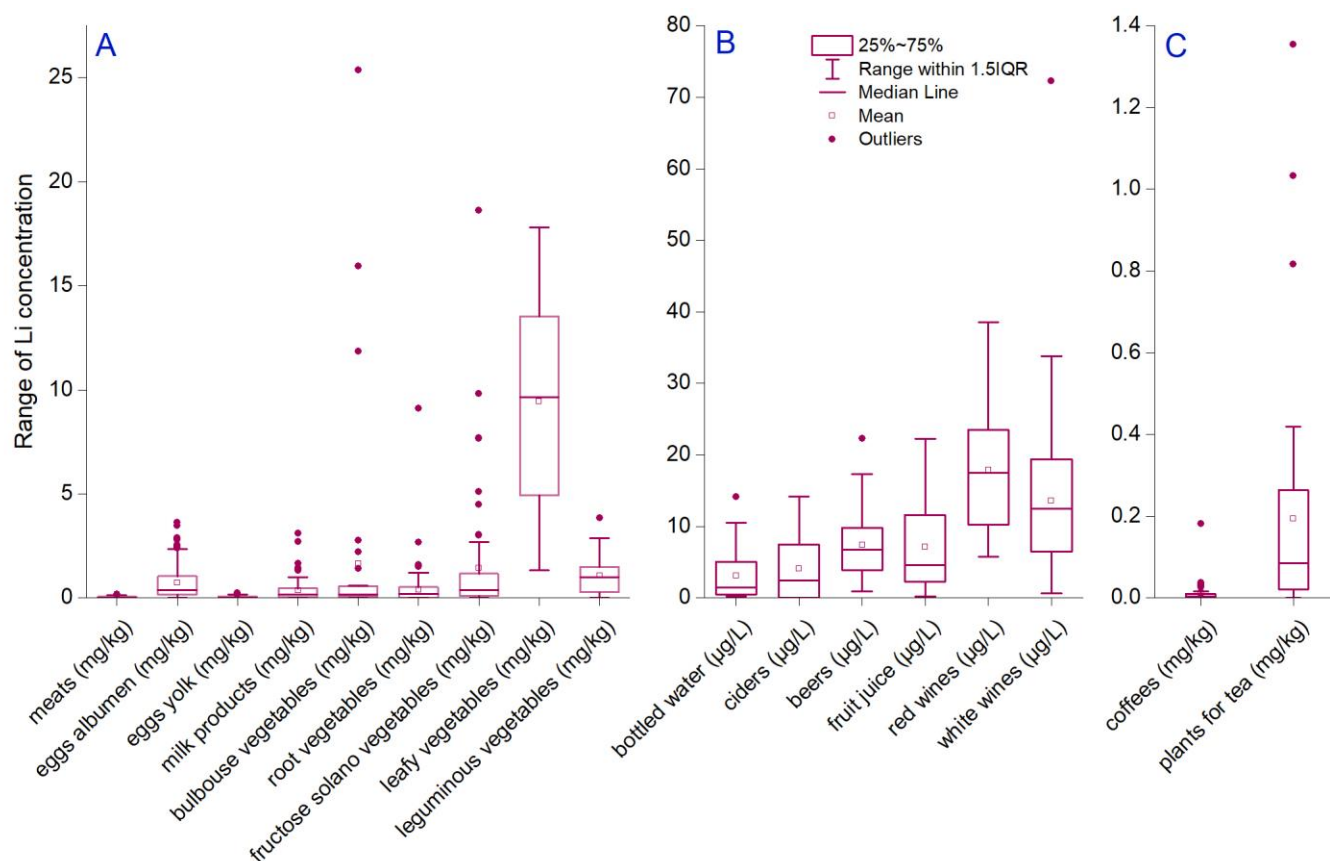 A
Range of Li concentration
25
20
15
10
5
0
meats (mg/kg)
eggs albumen (mg/kg)
eggs yolk (mg/kg)
milk products (mg/kg)
bulbouse vegetables (mg/kg)
root vegetables (mg/kg)
fructose solano vegetables (mg/kg)
leafy vegetables (mg/kg)
leguminous vegetables (mg/kg)
B
25%~75%
Range within 1.5IQR
Median Line
Mean
Outliers
80
70
60
50
40
30
20
10
0
bottled water (µg/L)
ciders (µg/L)
beers (µg/L)
fruit juice (µg/L)
red wines (µg/L)
white wines (µg/L)
C
1.4
1.2
1.0
0.8
0.6
0.4
0.2
0.0
coffees (mg/kg)
plants for tea (mg/kg)